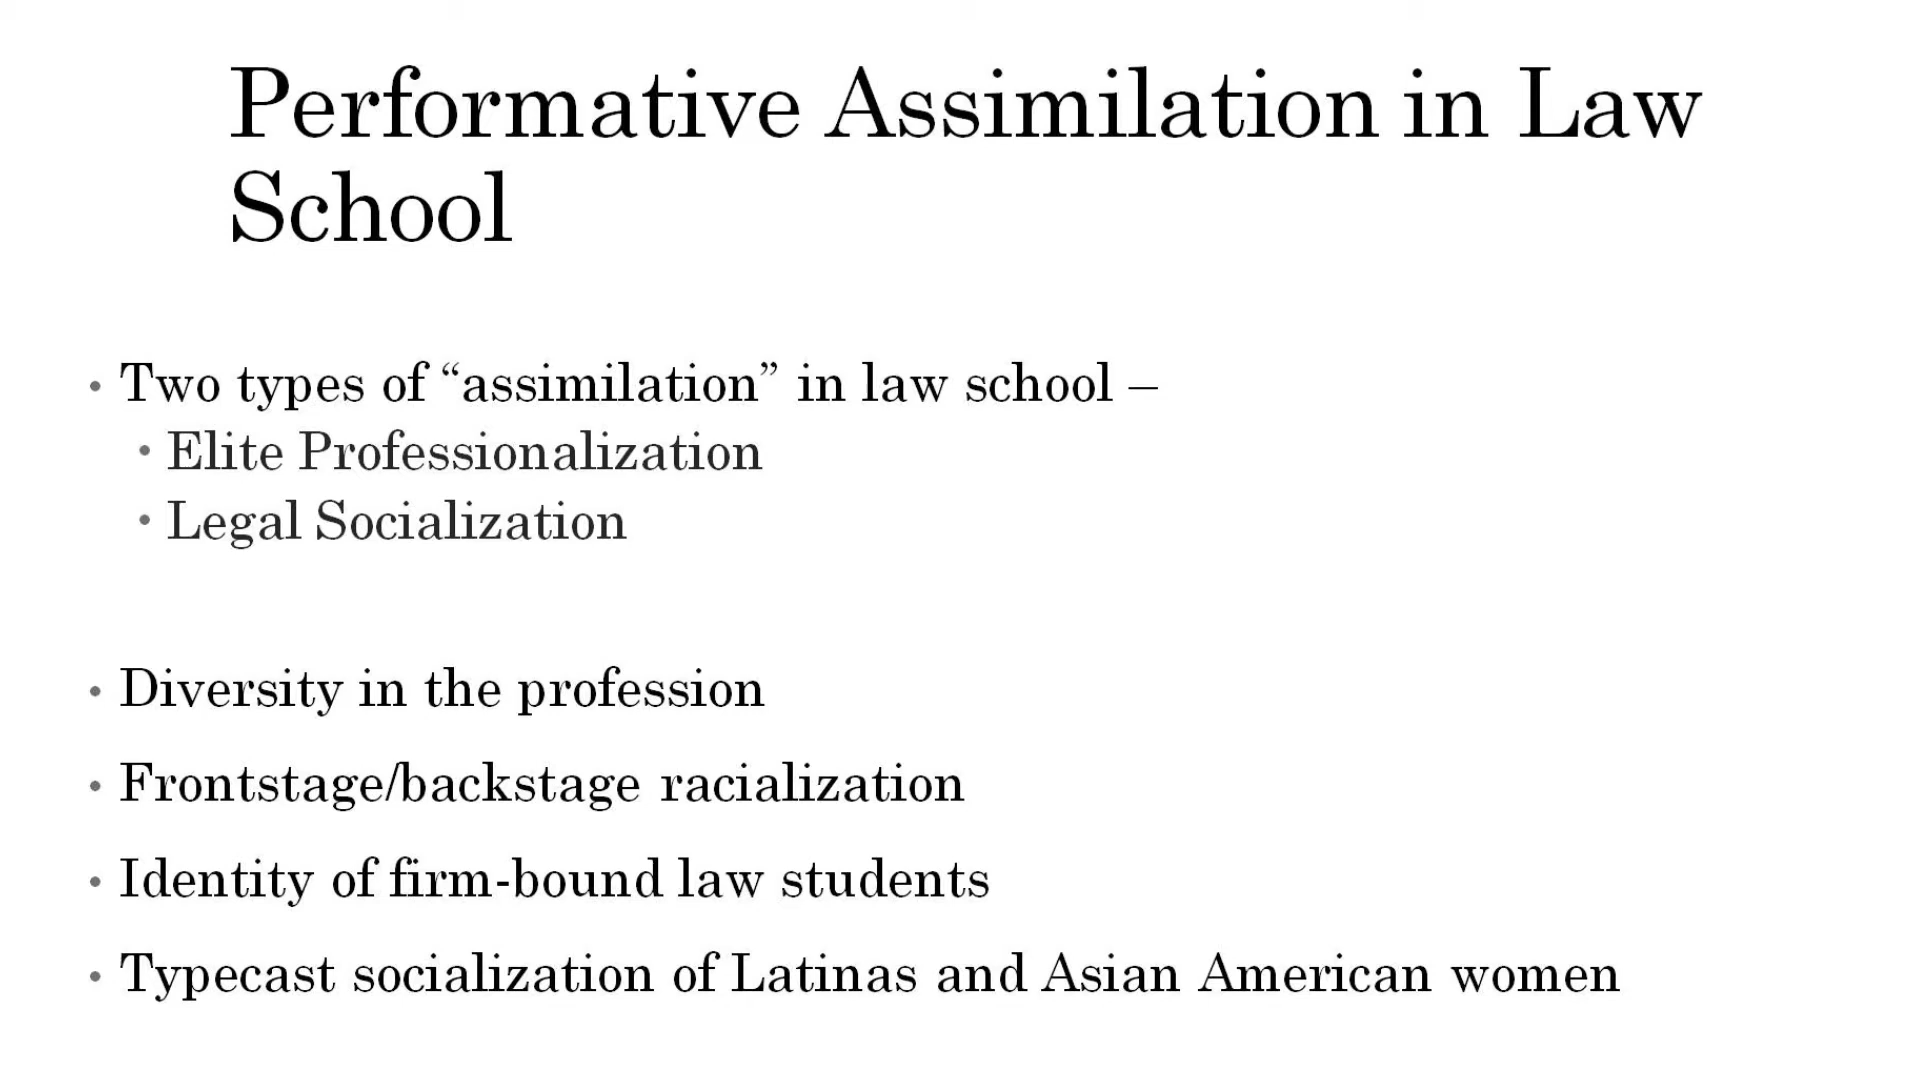 Performative Assimilation in Law
School
• Two types of “assimilation” in law school –
• Elite Professionalization
• Legal Socialization
• Diversity in the profession
• Frontstage/backstage racialization
• Identity of firm-bound law students
• Typecast socialization of Latinas and Asian American women